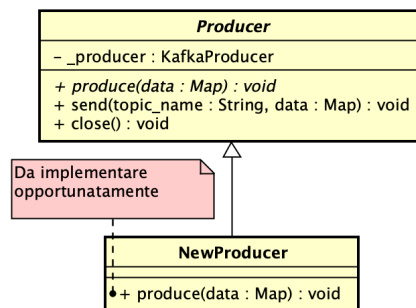 Producer
- _producer : KafkaProducer
+ produce(data : Map) : void
+ send(topic_name : String, data : Map) : void
+ close() : void
Da implementare
opportunatamente
NewProducer
+ produce(data : Map) : void